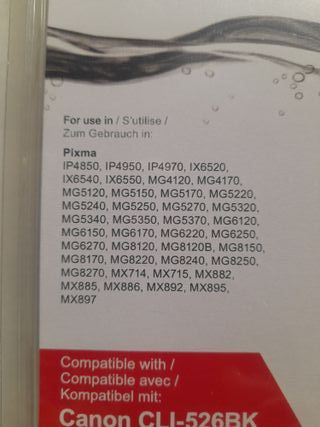 For use in / S'utilise /
Zum Gebrauch in:
Pixma
IP4850, IP4950, IP4970, IX6520,
IX6540, IX6550, MG4120, MG4170,
MG5120, MG5150, MG5170, MG5220,
MG5240, MG5250, MG5270, MG5320,
MG5340, MG5350, MG5370, MG6120,
MG6150, MG6170, MG6220, MG6250,
MG6270, MG8120, MG8120B, MG8150,
MG8170, MG8220, MG8240, MG8250,
MG8270, MX714, MX715, MX882,
MX885, MX886, MX892, MX895,
MX897
Compatible with /
Compatible avec /
Kompatibel mit:
Canon CLI-526BK